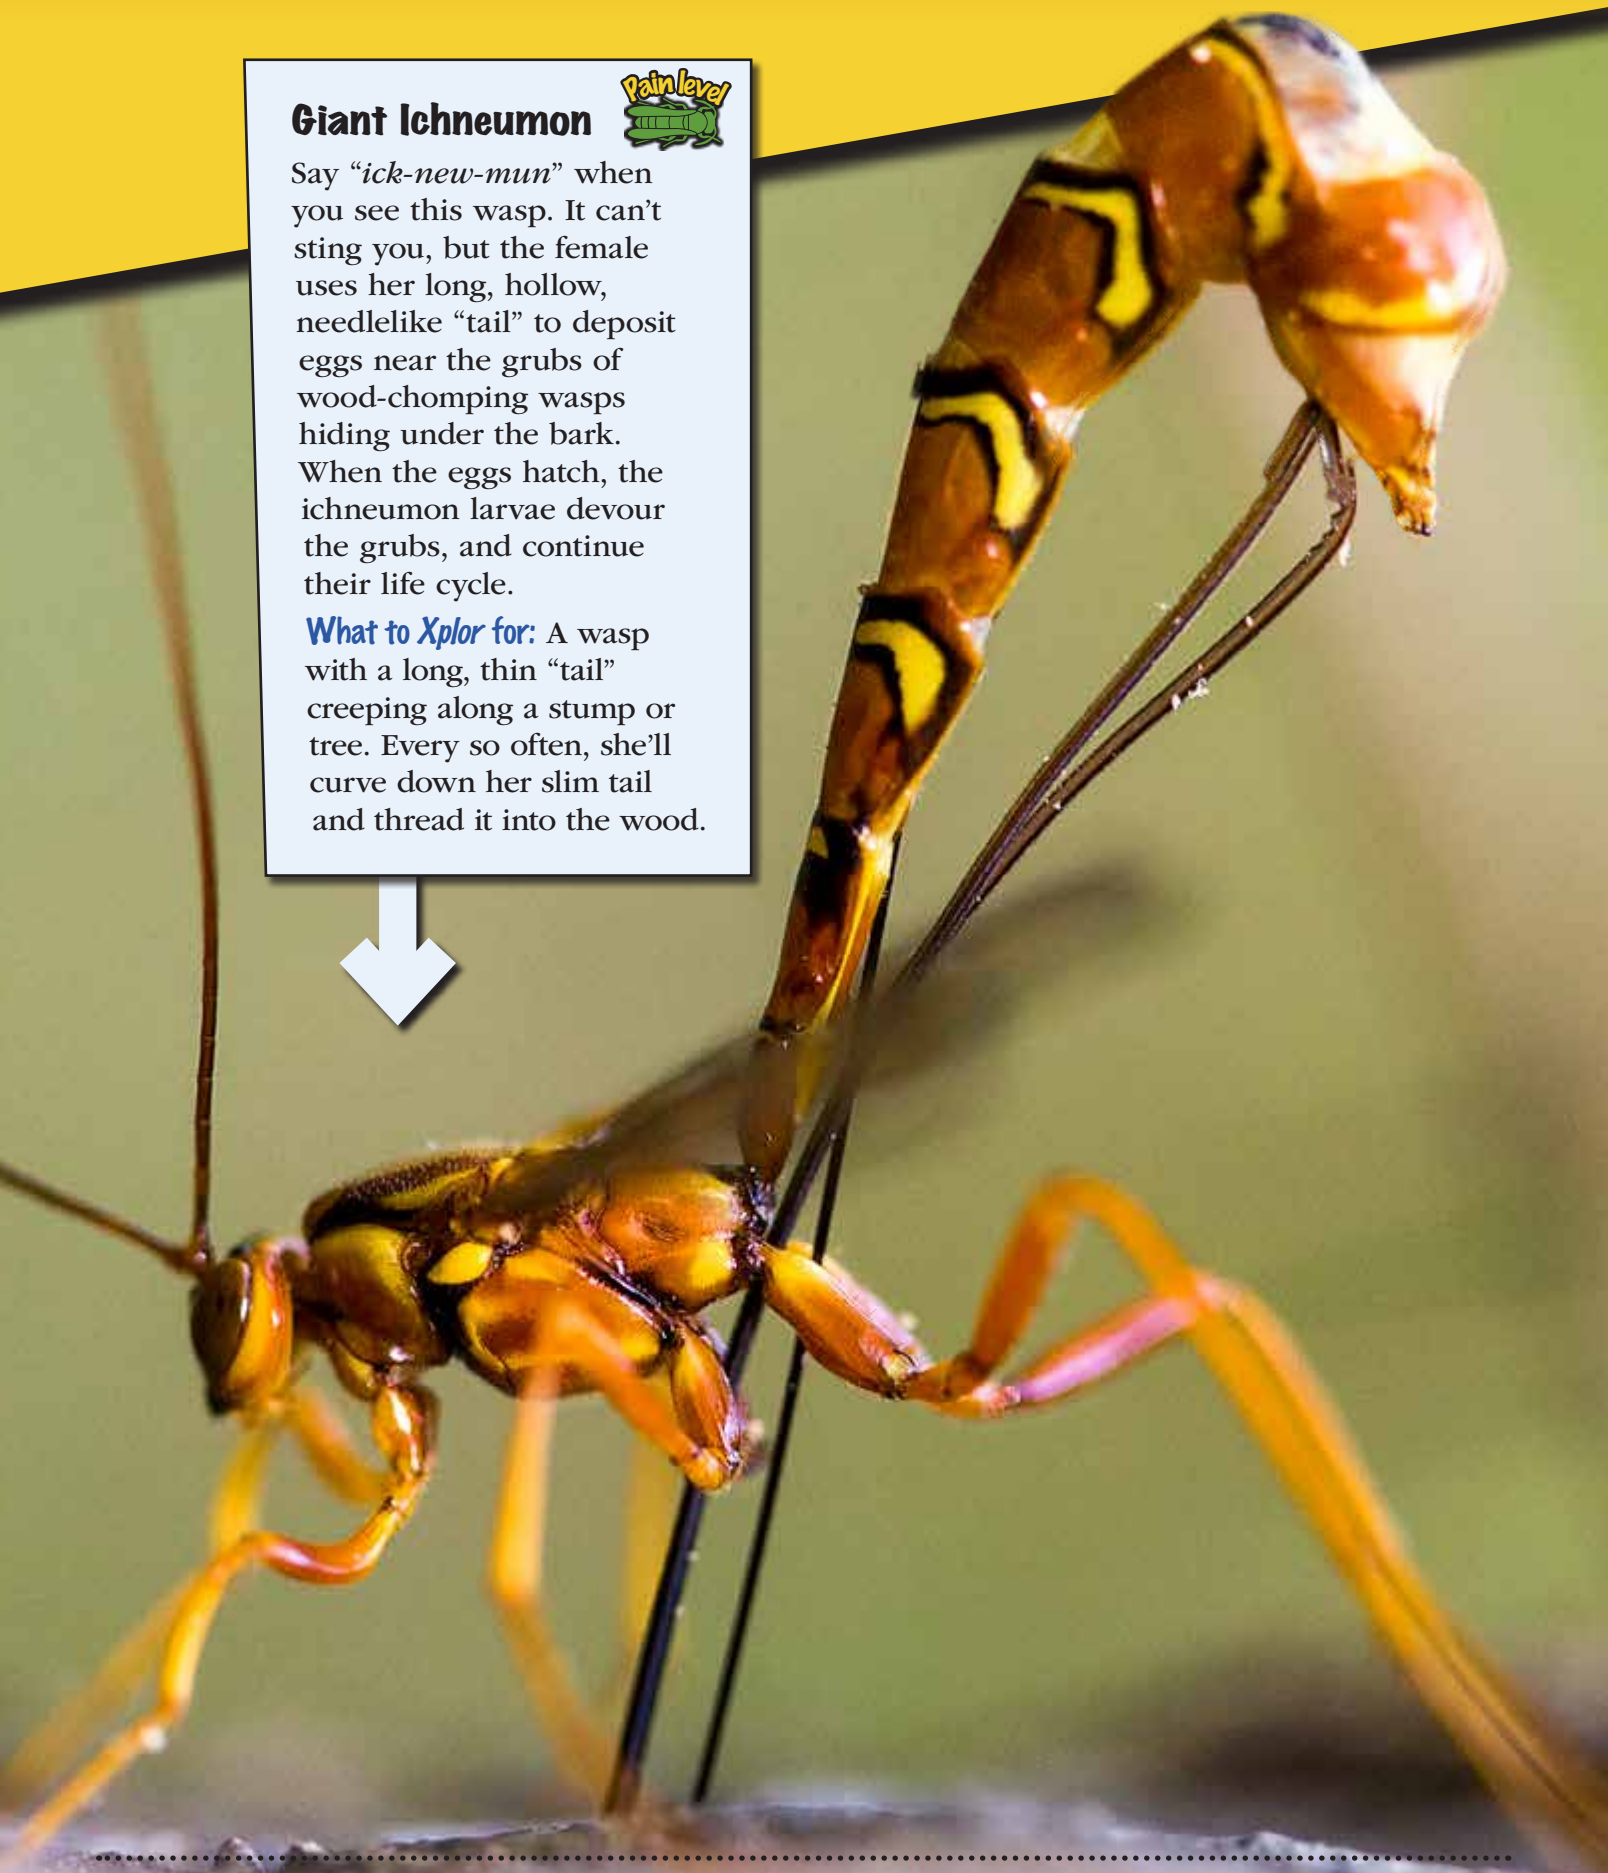 Pain level
Giant Ichneumon
Say “ick-new-mun” when
you see this wasp. It can’t
sting you, but the female
uses her long, hollow,
needlelike “tail” to deposit
eggs near the grubs of
wood-chomping wasps
hiding under the bark.
When the eggs hatch, the
ichneumon larvae devour
the grubs, and continue
their life cycle.
What to Xplor for: A wasp
with a long, thin “tail”
creeping along a stump or
tree. Every so often, she’ll
curve down her slim tail
and thread it into the wood.